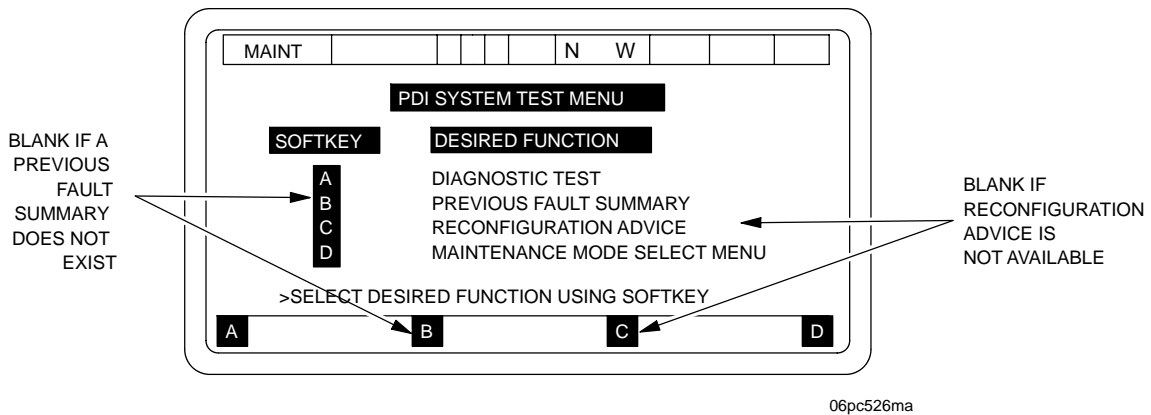 MAINT N W
PDI SYSTEM TEST MENU
SOFTKEY DESIRED FUNCTION
A DIAGNOSTIC TEST
B PREVIOUS FAULT SUMMARY
C RECONFIGURATION ADVICE
D MAINTENANCE MODE SELECT MENU
>SELECT DESIRED FUNCTION USING SOFTKEY
A B C D
BLANK IF A
PREVIOUS
FAULT
SUMMARY
DOES NOT
EXIST
BLANK IF
RECONFIGURATION
ADVICE IS
NOT AVAILABLE
06pc526ma